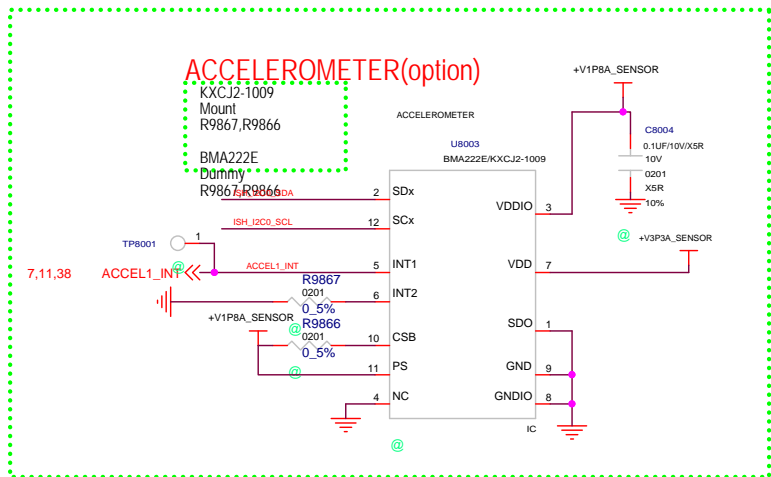 ACCELEROMETER(option)
KXCJ2-1009
Mount
R9867,R9866
BMA222E
Dummy
R9867,R9866
ACCELEROMETER
U8003
BMA222E/KXCJ2-1009
+V1P8A_SENSOR
C8004
0.1UF/10V/X5R
10V
0201
X5R
10%
@
+V3P3A_SENSOR
ISH_I2C0_SDA
2
SDx
ISH_I2C0_SCL
12
SCx
VDDIO
3
TP8001
1
@
7,11,38
ACCEL1_INT
ACCEL1_INT
5
INT1
VDD
7
R9867
0201
0_5%
@
6
INT2
+V1P8A_SENSOR
R9866
0201
0_5%
@
10
CSB
SDO
1
11
PS
GND
9
4
NC
GNDIO
8
IC
@